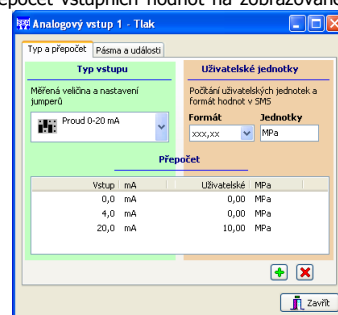 epočet vstupních hodnot na zobrazované
Analogový vstup 1 - Tlak
Typ a přepočet Pásma a události
Typ vstupu
Měřená veličina a nastavení
jumperů
Proud 0-20 mA
Uživatelské jednotky
Počítání uživatelských jednotek a
formát hodnot v SMS
Formát Jednotky
xxx,xx MPa
Přepočet
Vstup mA Uživatelské MPa
0,0 mA 0,00 MPa
4,0 mA 0,00 MPa
20,0 mA 10,00 MPa
Zavřít